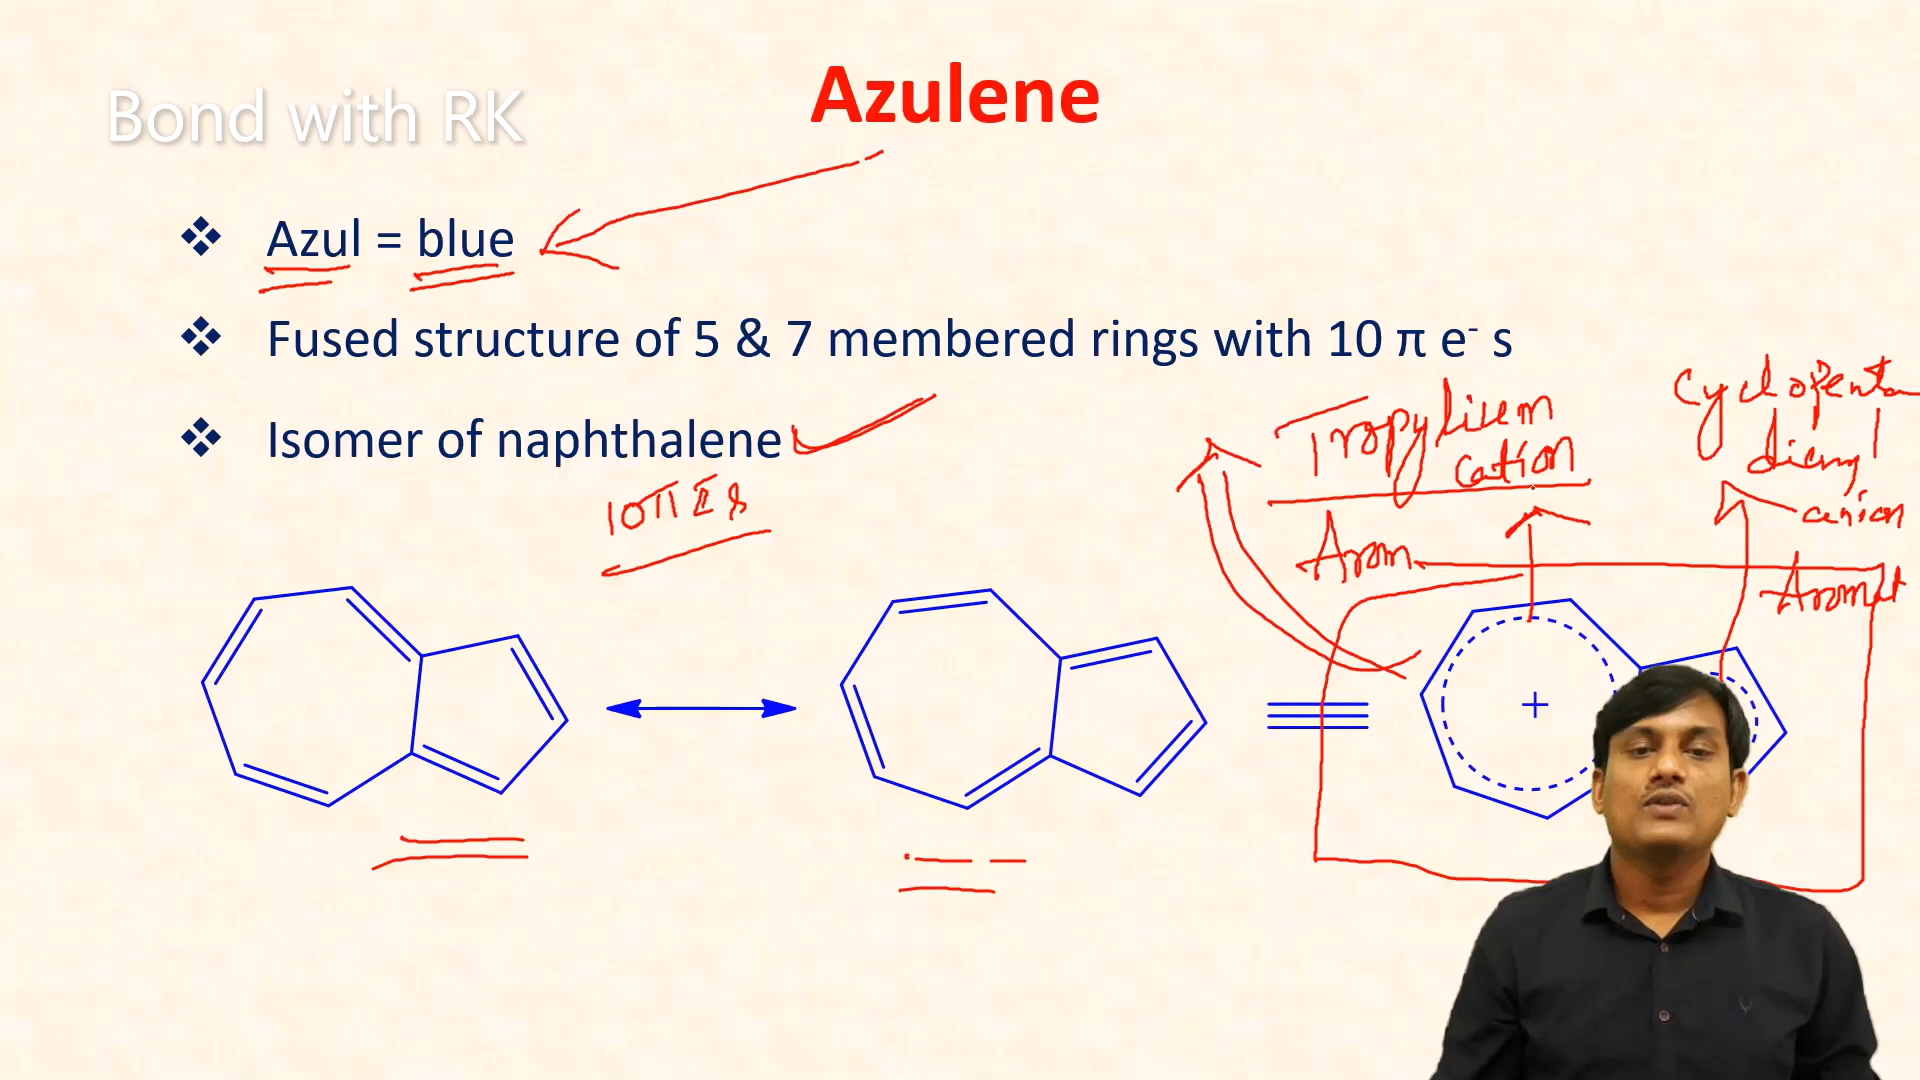 Azulene
Bond with RK
Azul = blue
Fused structure of 5 & 7 membered rings with 10 π e⁻ s
Isomer of naphthalene
Tropylium
cation
Cyclopenta
dienyl
anion
Arom
Aromat
+